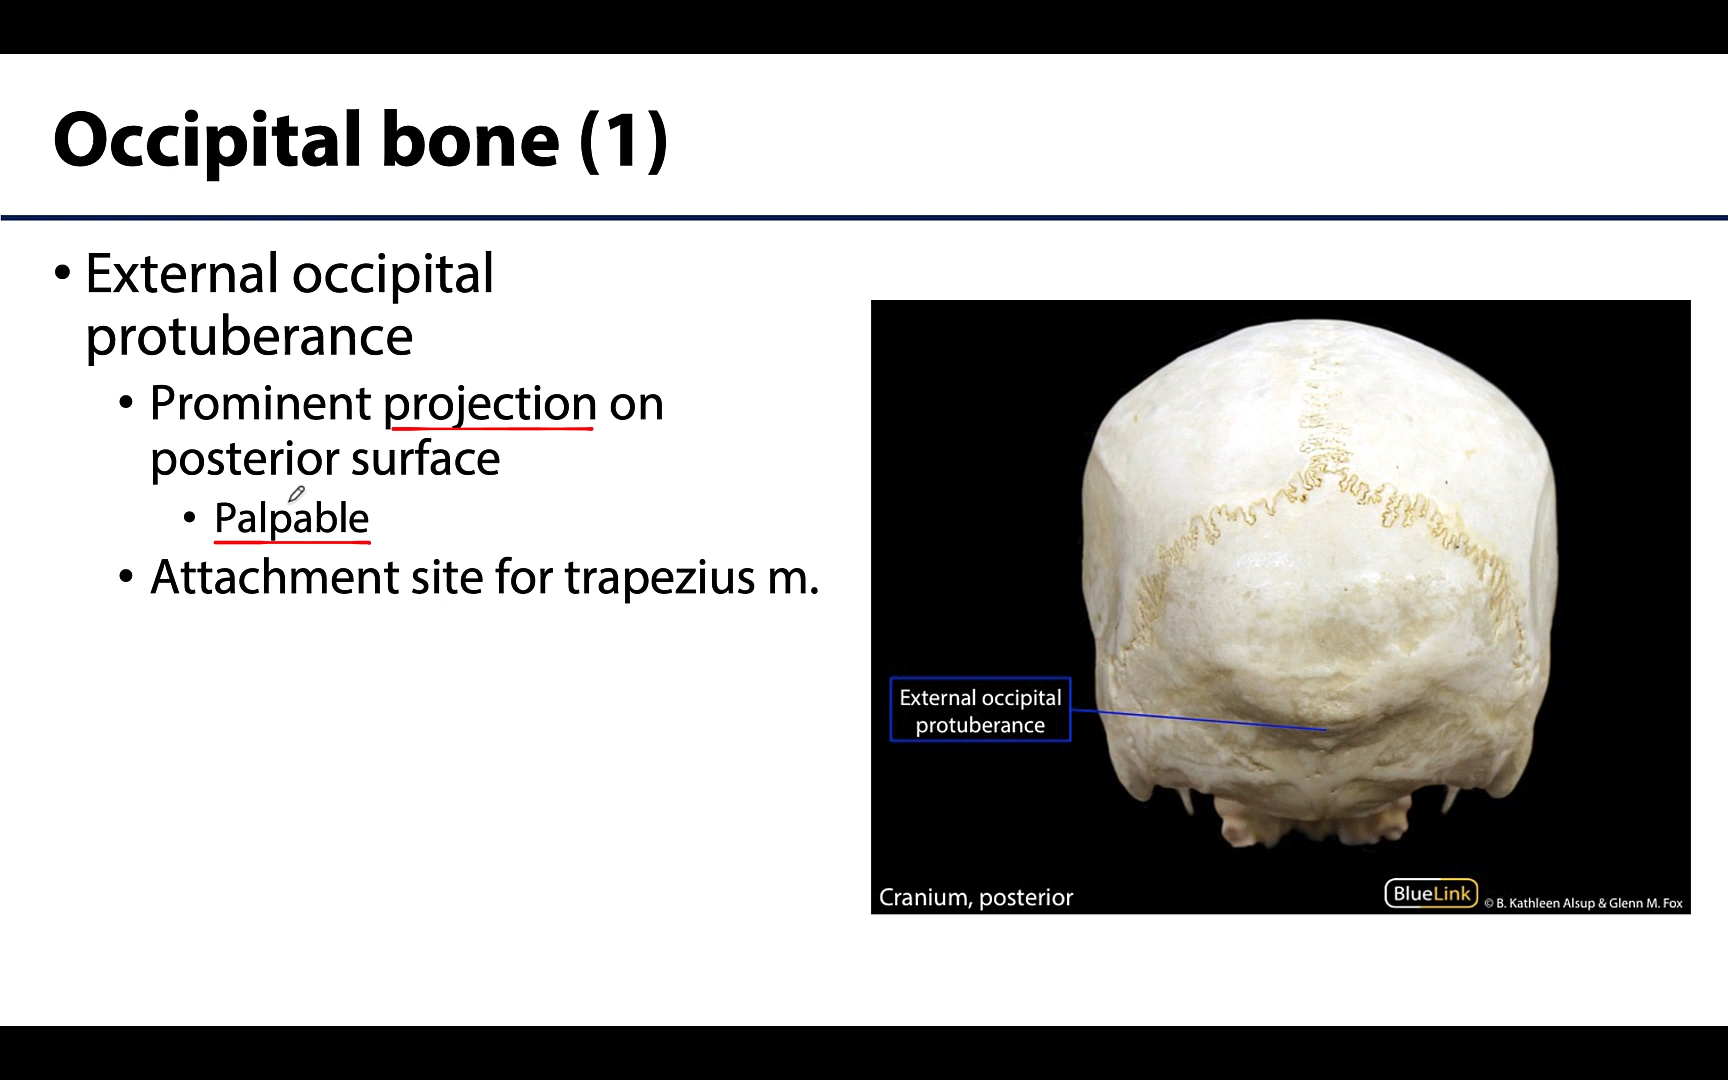 Occipital bone (1)
• External occipital
protuberance
• Prominent projection on
posterior surface
• Palpable
• Attachment site for trapezius m.
External occipital
protuberance
Cranium, posterior
BlueLink
© B. Kathleen Alsup & Glenn M. Fox